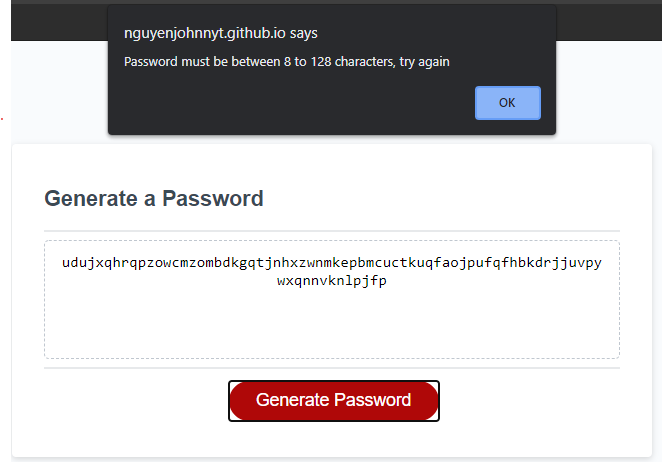 nguyenjohnnyt.github.io says
Password must be between 8 to 128 characters, try again
OK
Generate a Password
udujxqhrqpzowcmzombdkgqtjnhxzwnmkepbmcuctkuqfaojpufqfhbkdrjjuvpy
wxqnnvknlpjfp
Generate Password